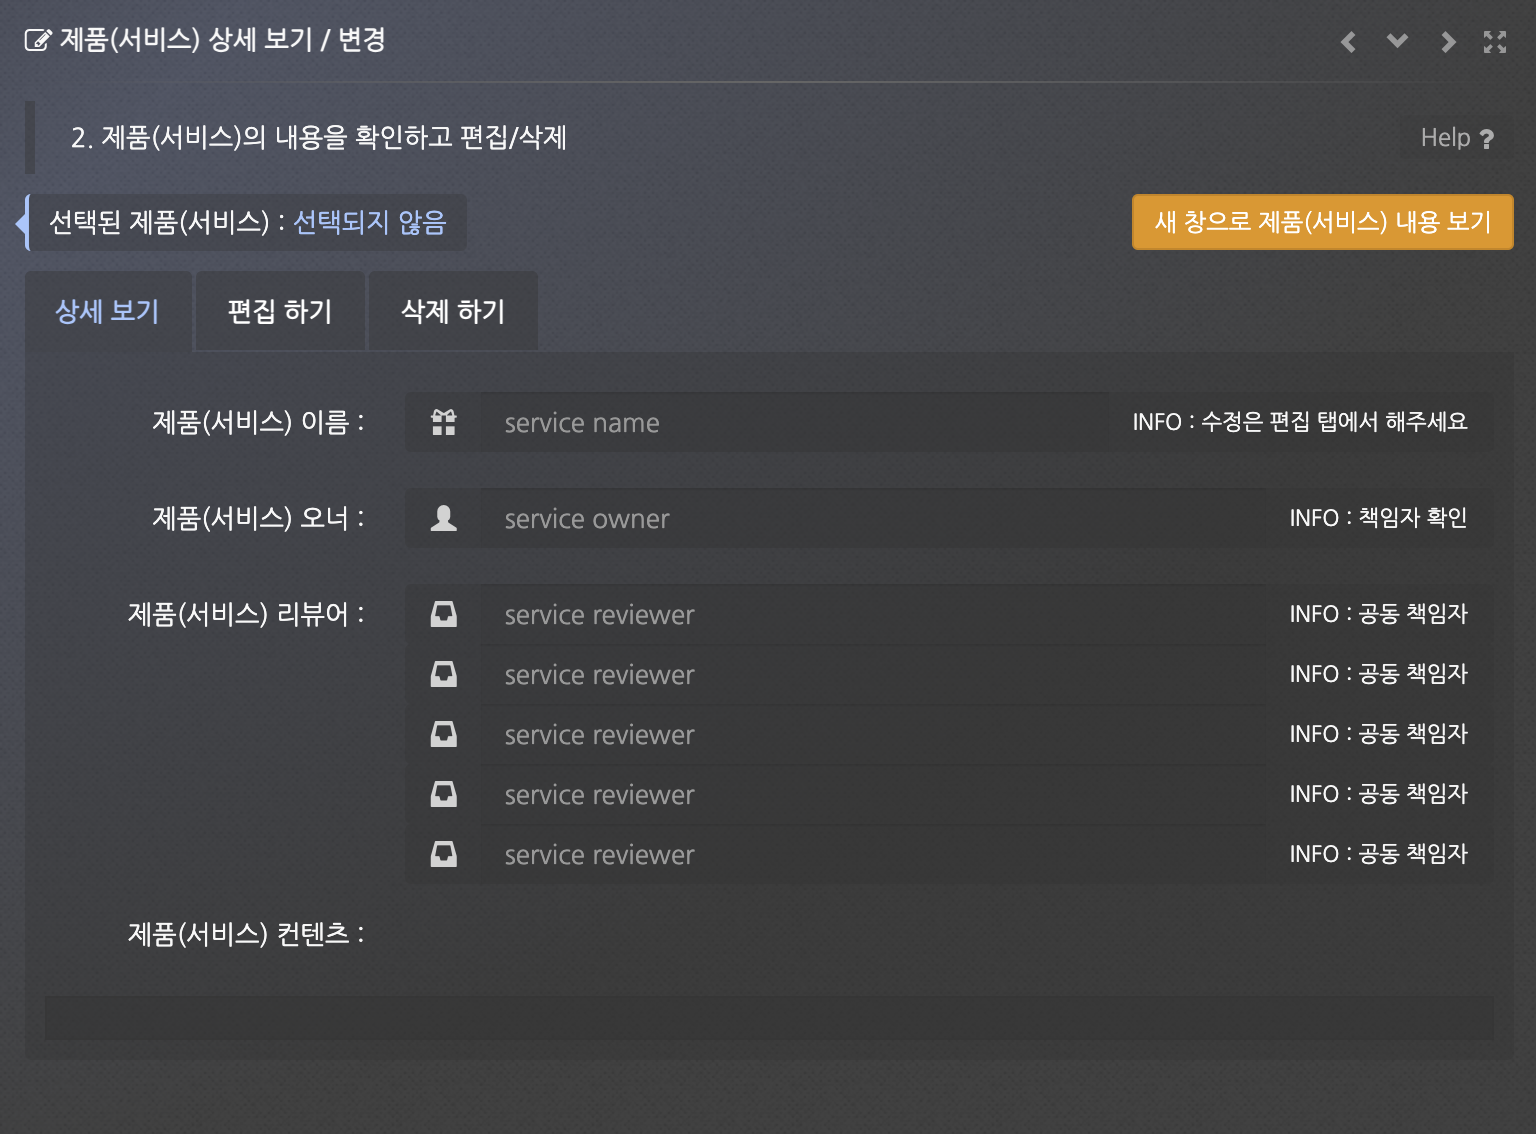 제품(서비스) 상세 보기 / 변경
2. 제품(서비스)의 내용을 확인하고 편집/삭제
Help ?
선택된 제품(서비스) : 선택되지 않음
새 창으로 제품(서비스) 내용 보기
상세 보기
편집 하기
삭제 하기
제품(서비스) 이름 :
service name
INFO : 수정은 편집 탭에서 해주세요
제품(서비스) 오너 :
service owner
INFO : 책임자 확인
제품(서비스) 리뷰어 :
service reviewer
INFO : 공동 책임자
service reviewer
INFO : 공동 책임자
service reviewer
INFO : 공동 책임자
service reviewer
INFO : 공동 책임자
service reviewer
INFO : 공동 책임자
제품(서비스) 컨텐츠 :